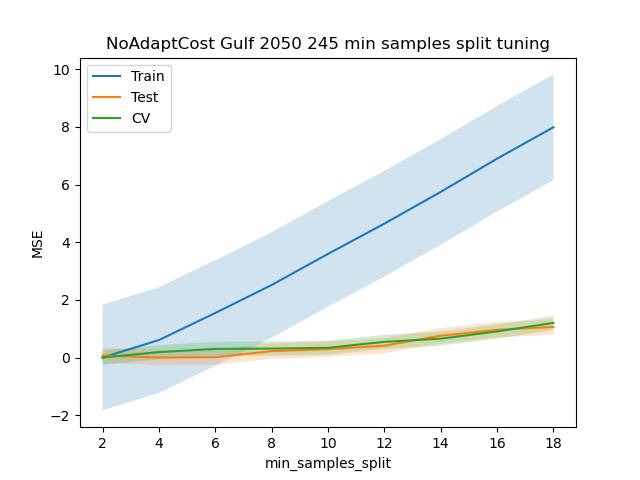 NoAdaptCost Gulf 2050 245 min samples split tuning
Train
Test
CV
MSE
10
8
6
4
2
0
−2
2 4 6 8 10 12 14 16 18
min_samples_split